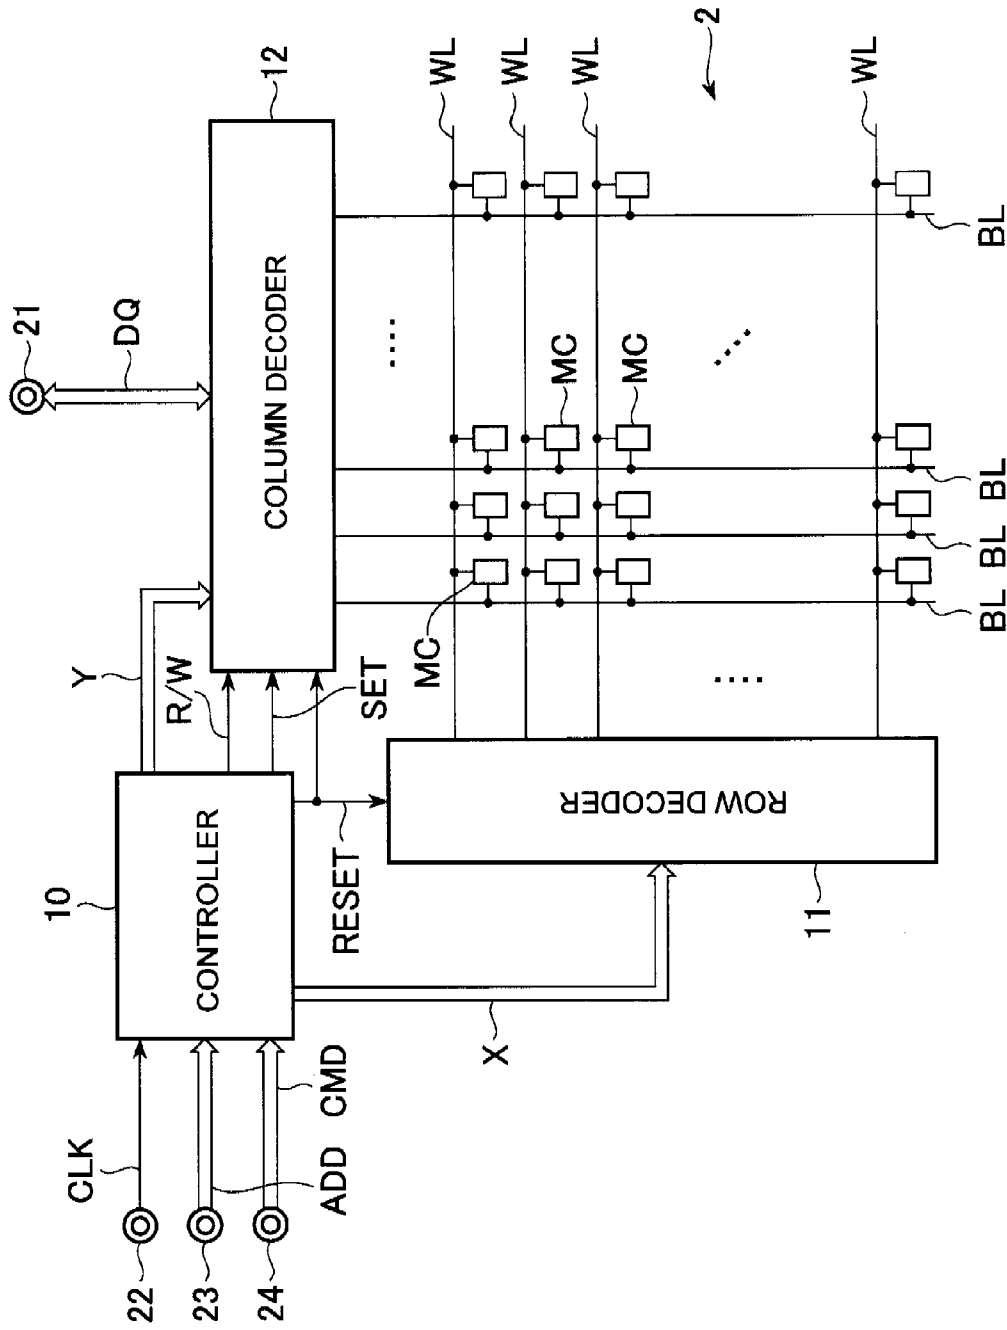 2
12
WL
WL
WL
WL
21
DQ
COLUMN DECODER
BL
MC
MC
BL
BL
BL
MC
Y
R/W
SET
10
CONTROLLER
RESET
ROW DECODER
11
X
CLK
ADD
CMD
22
23
24